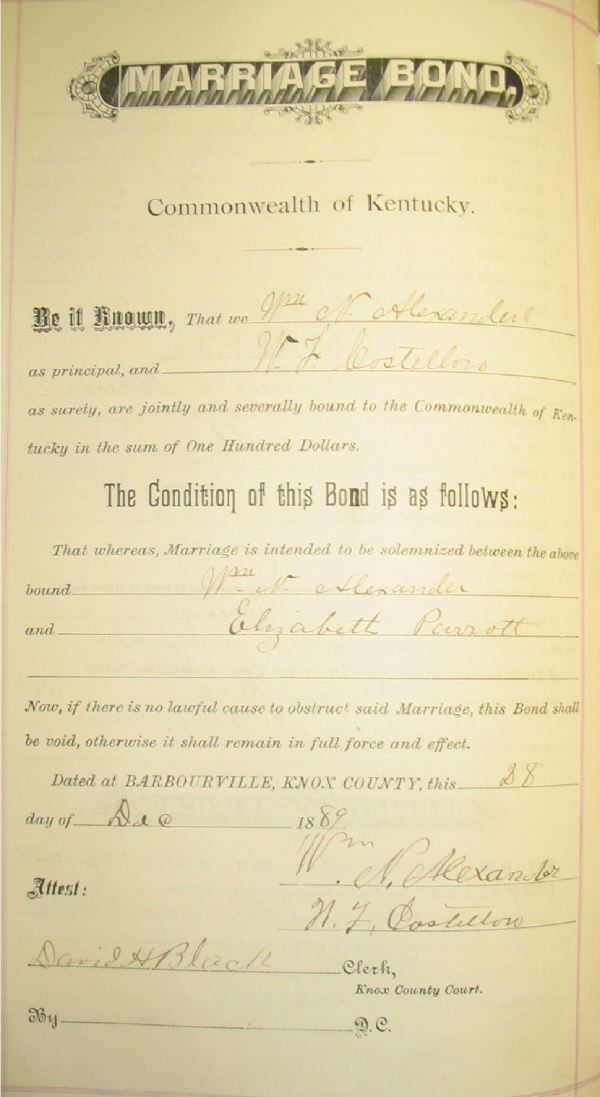 MARRIAGE BOND,
Commonwealth of Kentucky.
Be it Known, That we Wm N. Alexander
as principal, and W. F. Costellow
as surety, are jointly and severally bound to the Commonwealth of Ken-
tucky in the sum of One Hundred Dollars.
The Condition of this Bond is as follows:
That whereas, Marriage is intended to be solemnized between the above
bound Wm. N. Alexander
and Elizabett Parrott
Now, if there is no lawful cause to obstruct said Marriage, this Bond shall
be void, otherwise it shall remain in full force and effect.
Dated at BARBOURVILLE, KNOX COUNTY, this 28
day of Dec 1889
Wm. N. Alexander
Attest:
W. F. Costellow
David H Black Clerk,
Knox County Court.
By D.C.